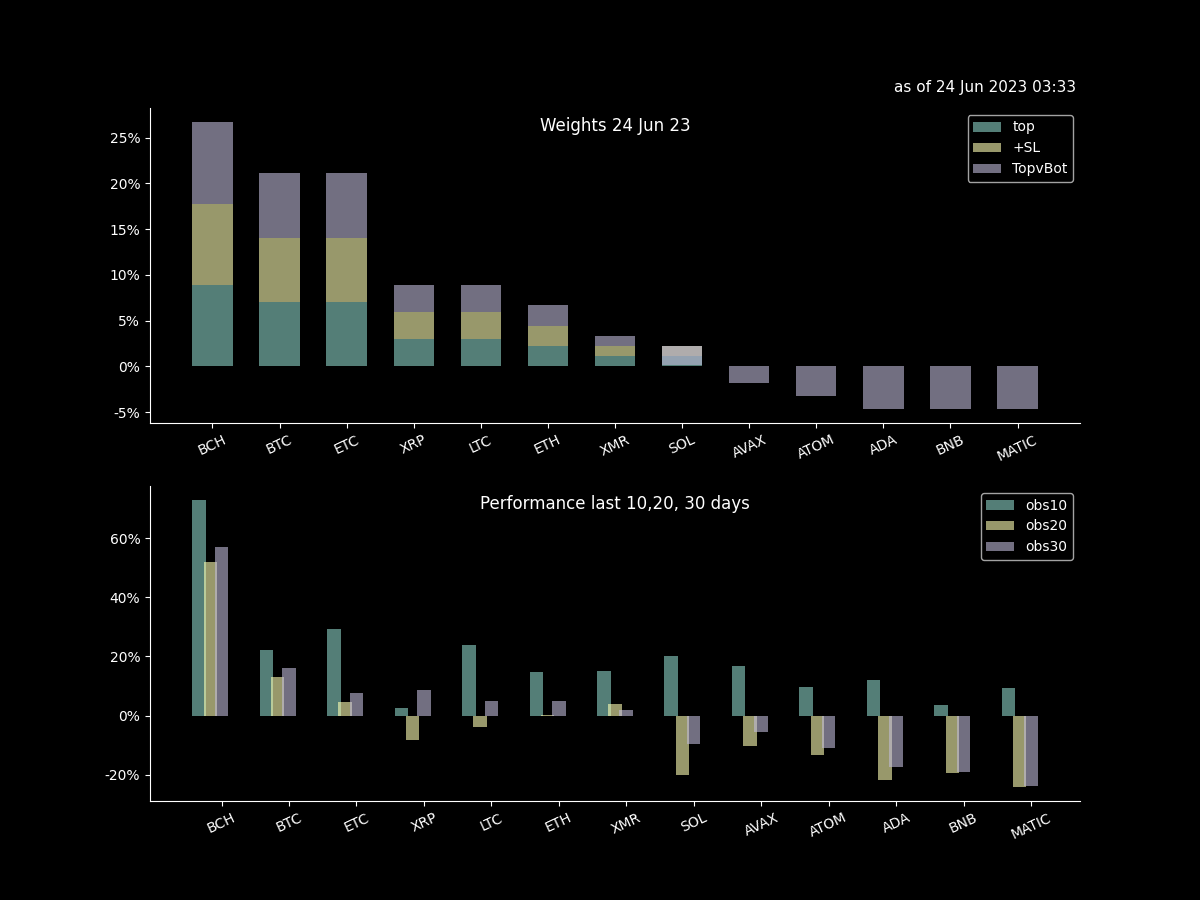 as of 24 Jun 2023 03:33
Weights 24 Jun 23
top
+SL
TopvBot
25%
20%
15%
10%
5%
0%
-5%
BCH BTC ETC XRP LTC ETH XMR SOL AVAX ATOM ADA BNB MATIC
Performance last 10,20, 30 days
obs10
obs20
obs30
60%
40%
20%
0%
-20%
BCH BTC ETC XRP LTC ETH XMR SOL AVAX ATOM ADA BNB MATIC